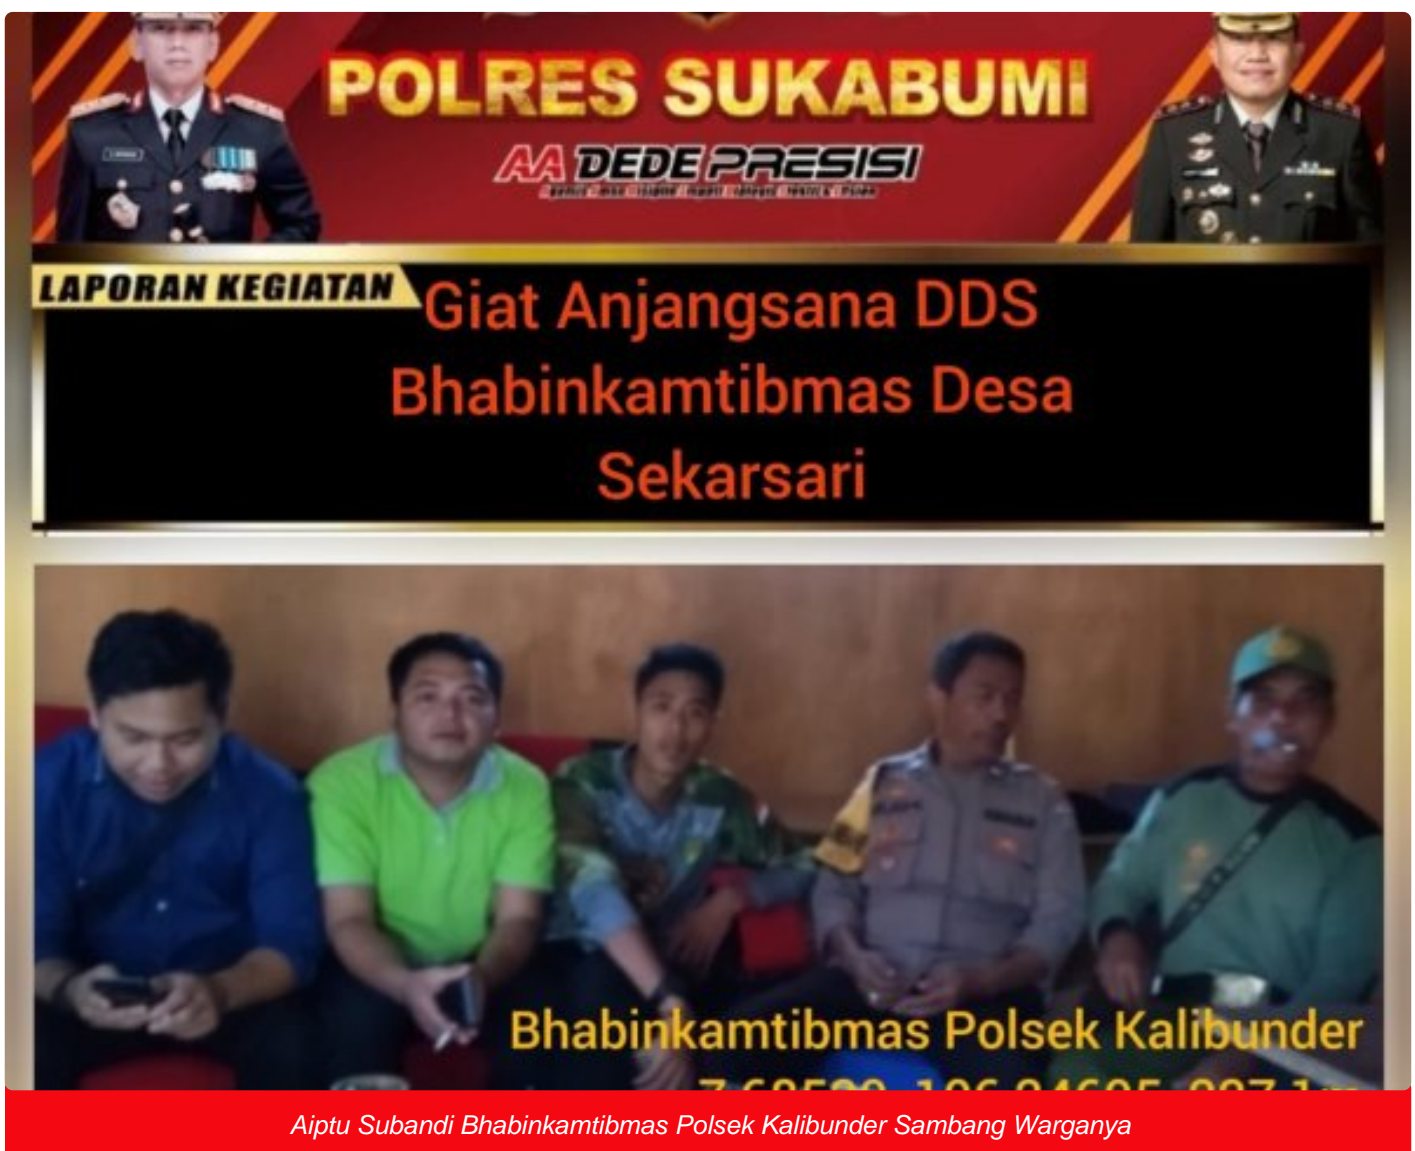 POLRES SUKABUMI
AA DEDE PRESISI
LAPORAN KEGIATAN
Giat Anjangsana DDS
Bhabinkamtibmas Desa
Sekarsari
Bhabinkamtibmas Polsek Kalibunder
Aiptu Subandi Bhabinkamtibmas Polsek Kalibunder Sambang Warganya